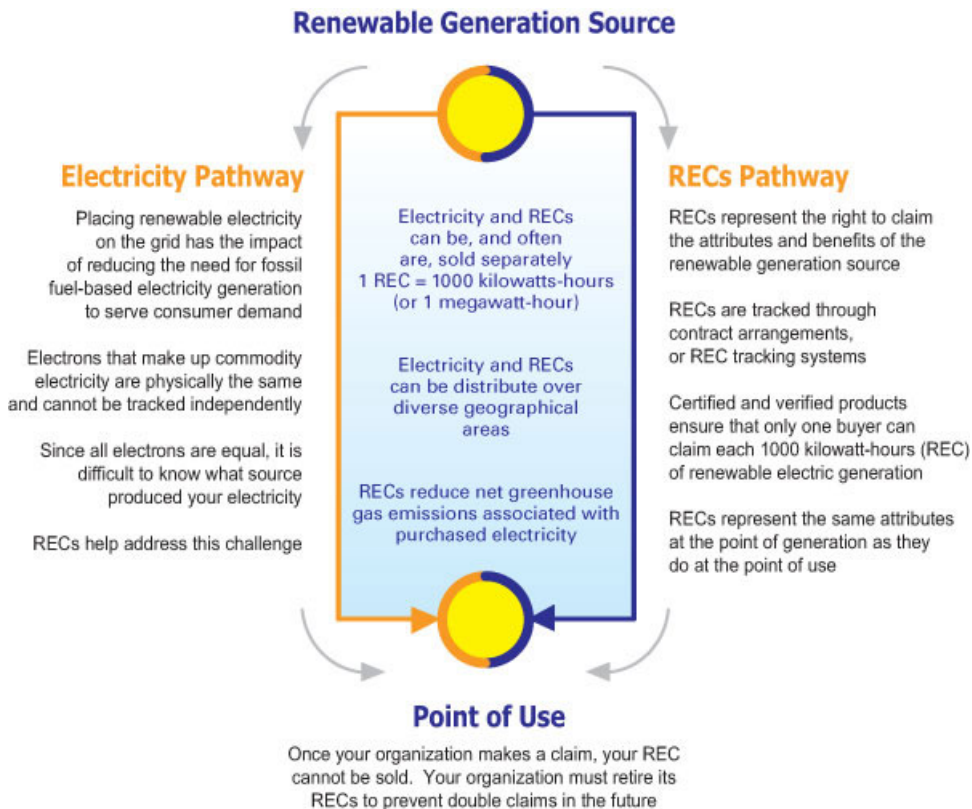 Renewable Generation Source
Electricity Pathway
Placing renewable electricity
on the grid has the impact
of reducing the need for fossil
fuel-based electricity generation
to serve consumer demand
Electrons that make up commodity
electricity are physically the same
and cannot be tracked independently
Since all electrons are equal, it is
difficult to know what source
produced your electricity
RECs help address this challenge
Electricity and RECs
can be, and often
are, sold separately
1 REC = 1000 kilowatts-hours
(or 1 megawatt-hour)
Electricity and RECs
can be distribute over
diverse geographical
areas
RECs reduce net greenhouse
gas emissions associated with
purchased electricity
RECs Pathway
RECs represent the right to claim
the attributes and benefits of the
renewable generation source
RECs are tracked through
contract arrangements,
or REC tracking systems
Certified and verified products
ensure that only one buyer can
claim each 1000 kilowatt-hours (REC)
of renewable electric generation
RECs represent the same attributes
at the point of generation as they
do at the point of use
Point of Use
Once your organization makes a claim, your REC
cannot be sold. Your organization must retire its
RECs to prevent double claims in the future